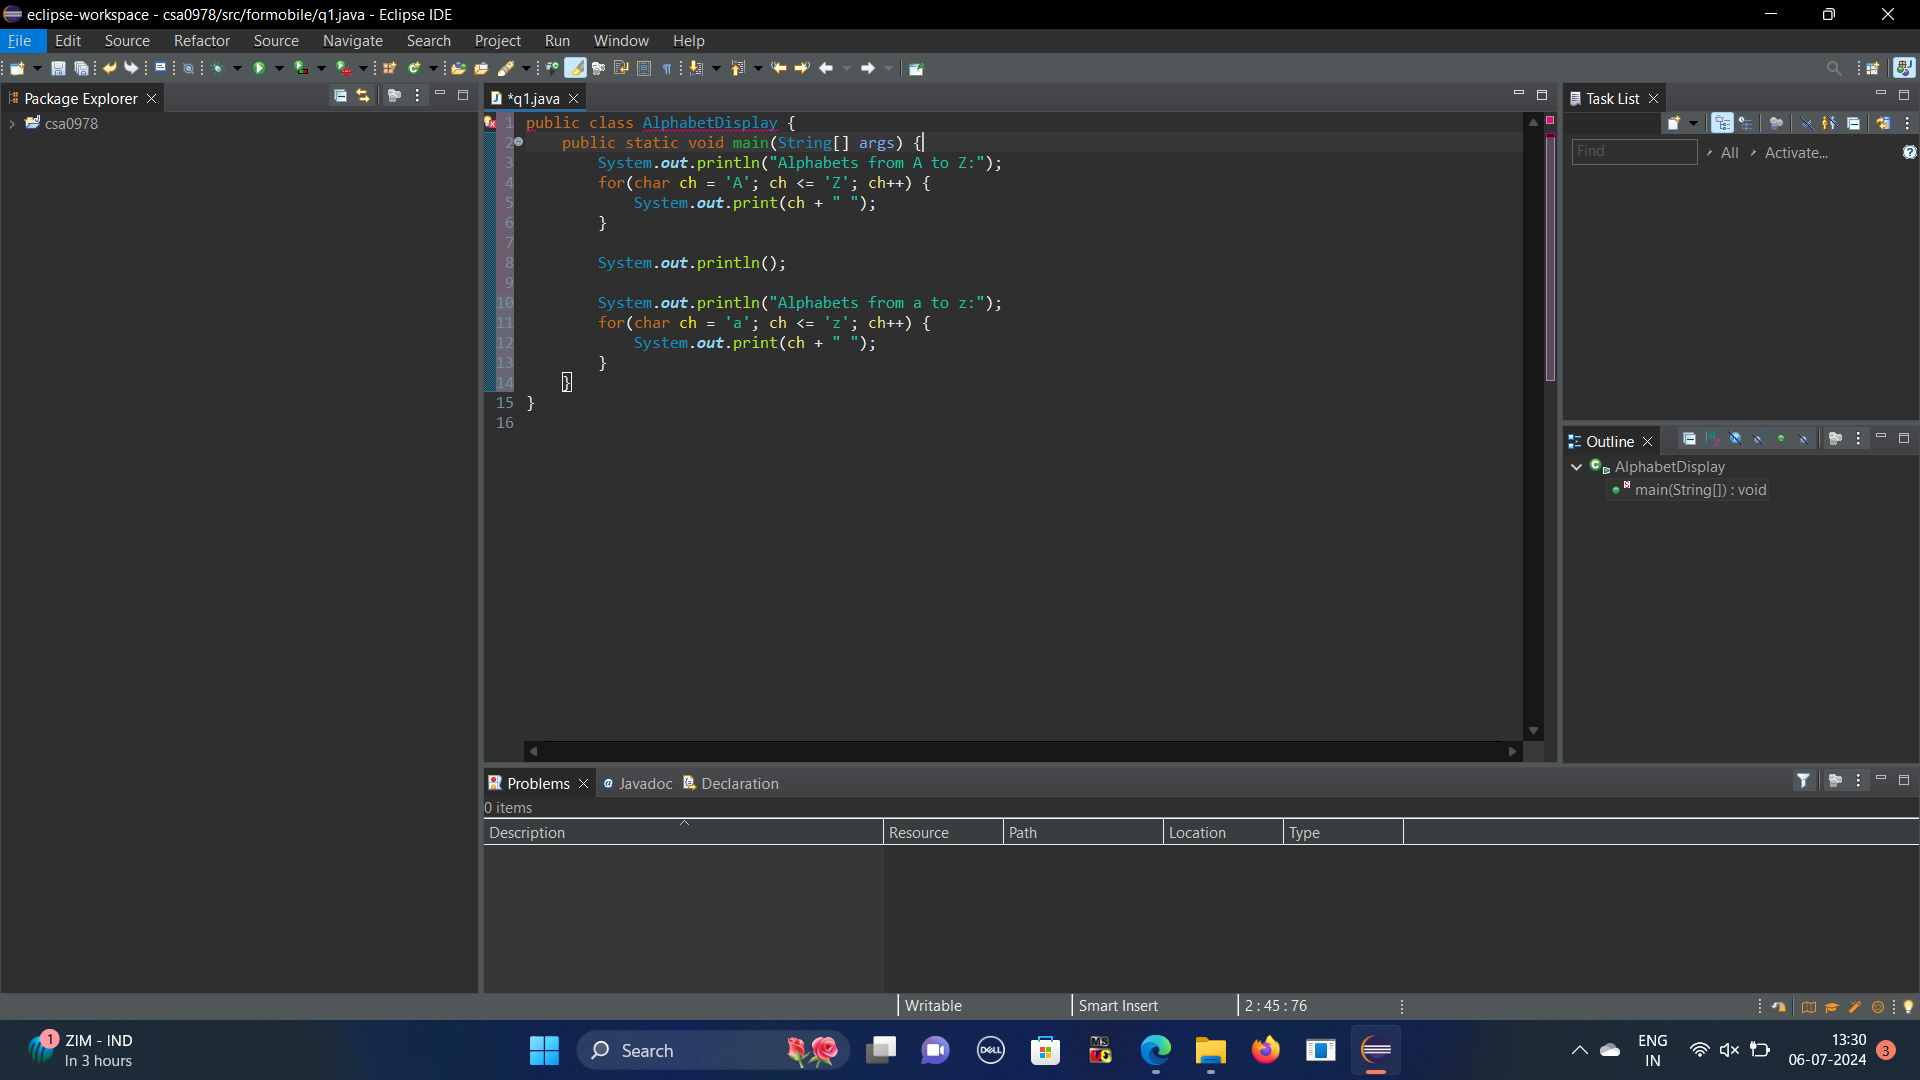 eclipse-workspace - csa0978/src/formobile/q1.java - Eclipse IDE
File Edit Source Refactor Source Navigate Search Project Run Window Help
Package Explorer
csa0978
*q1.java
1 public class AlphabetDisplay {
2     public static void main(String[] args) {
3         System.out.println("Alphabets from A to Z:");
4         for(char ch = 'A'; ch <= 'Z'; ch++) {
5             System.out.print(ch + " ");
6         }
7
8         System.out.println();
9
10         System.out.println("Alphabets from a to z:");
11         for(char ch = 'a'; ch <= 'z'; ch++) {
12             System.out.print(ch + " ");
13         }
14     }
15 }
16
Task List
Find All Activate...
Outline
AlphabetDisplay
main(String[]) : void
Problems Javadoc Declaration
0 items
Description Resource Path Location Type
Writable Smart Insert 2 : 45 : 76
1 ZIM - IND
In 3 hours
Search
DELL
MS
ENG
IN
13:30
06-07-2024
3